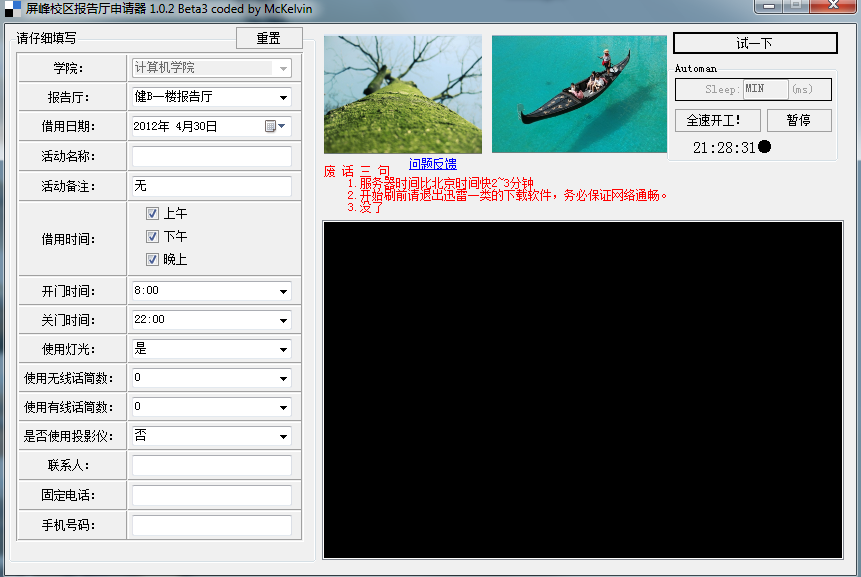 屏峰校区报告厅申请器 1.0.2 Beta3 coded by McKelvin
请仔细填写
重置
学院:
计算机学院
报告厅:
健B一楼报告厅
借用日期:
2012年 4月30日
活动名称:
活动备注:
无
借用时间:
上午
下午
晚上
开门时间:
8:00
关门时间:
22:00
使用灯光:
是
使用无线话筒数:
0
使用有线话筒数:
0
是否使用投影仪:
否
联系人:
固定电话:
手机号码:
试一下
Automan
Sleep:
MIN
(ms)
全速开工!
暂停
21:28:31
问题反馈
废 话 三 句
1.服务器时间比北京时间快2~3分钟
2.开始刷前请退出迅雷一类的下载软件，务必保证网络通畅。
3.没了